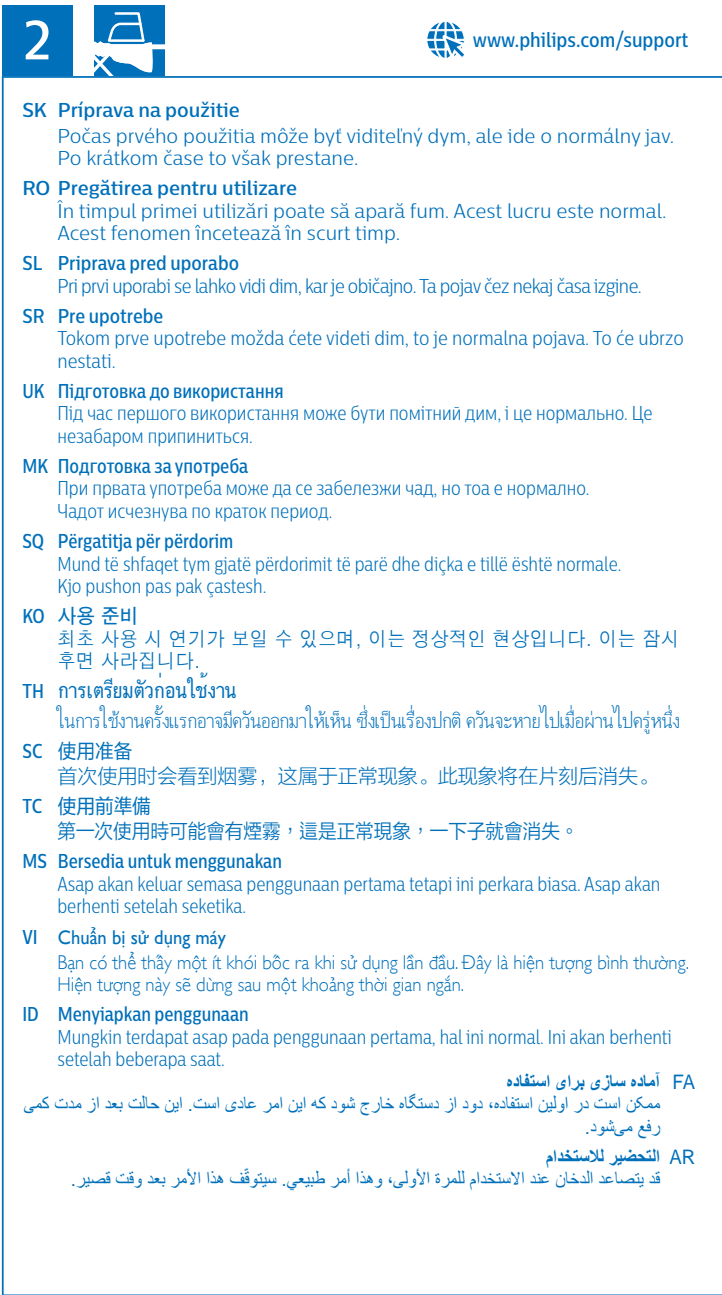 2
www.philips.com/support
SK Príprava na použitie
Počas prvého použitia môže byť viditeľný dym, ale ide o normálny jav.
Po krátkom čase to však prestane.
RO Pregătirea pentru utilizare
În timpul primei utilizări poate să apară fum. Acest lucru este normal.
Acest fenomen încetează în scurt timp.
SL Priprava pred uporabo
Pri prvi uporabi se lahko vidi dim, kar je običajno. Ta pojav čez nekaj časa izgine.
SR Pre upotrebe
Tokom prve upotrebe možda ćete videti dim, to je normalna pojava. To će ubrzo
nestati.
UK Підготовка до використання
Під час першого використання може бути помітний дим, і це нормально. Це
незабаром припиниться.
MK Подготовка за употреба
При првата употреба може да се забележи чад, но тоа е нормално.
Чадот исчезнува по краток период.
SQ Përgatitja për përdorim
Mund të shfaqet tym gjatë përdorimit të parë dhe diçka e tillë është normale.
Kjo pushon pas pak çastesh.
KO 사용 준비
최초 사용 시 연기가 보일 수 있으며, 이는 정상적인 현상입니다. 이는 잠시
후면 사라집니다.
TH การเตรียมตัวก่อนใช้งาน
ในการใช้งานครั้งแรกอาจมีควันออกมาให้เห็น ซึ่งเป็นเรื่องปกติ ควันจะหายไปเมื่อผ่านไปครู่หนึ่ง
SC 使用准备
首次使用时会看到烟雾，这属于正常现象。此现象将在片刻后消失。
TC 使用前準備
第一次使用時可能會有煙霧，這是正常現象，一下子就會消失。
MS Bersedia untuk menggunakan
Asap akan keluar semasa penggunaan pertama tetapi ini perkara biasa. Asap akan
berhenti setelah seketika.
VI Chuẩn bị sử dụng máy
Bạn có thể thấy một ít khói bốc ra khi sử dụng lần đầu. Đây là hiện tượng bình thường.
Hiện tượng này sẽ dừng sau một khoảng thời gian ngắn.
ID Menyiapkan penggunaan
Mungkin terdapat asap pada penggunaan pertama, hal ini normal. Ini akan berhenti
setelah beberapa saat.
FA آماده سازی برای استفاده
ممکن است در اولین استفاده، دود از دستگاه خارج شود که این امر عادی است. این حالت بعد از مدت کمی
رفع می‌شود.
AR التحضير للاستخدام
قد يتصاعد الدخان عند الاستخدام للمرة الأولى، وهذا أمر طبيعي. سيتوقّف هذا الأمر بعد وقت قصير.